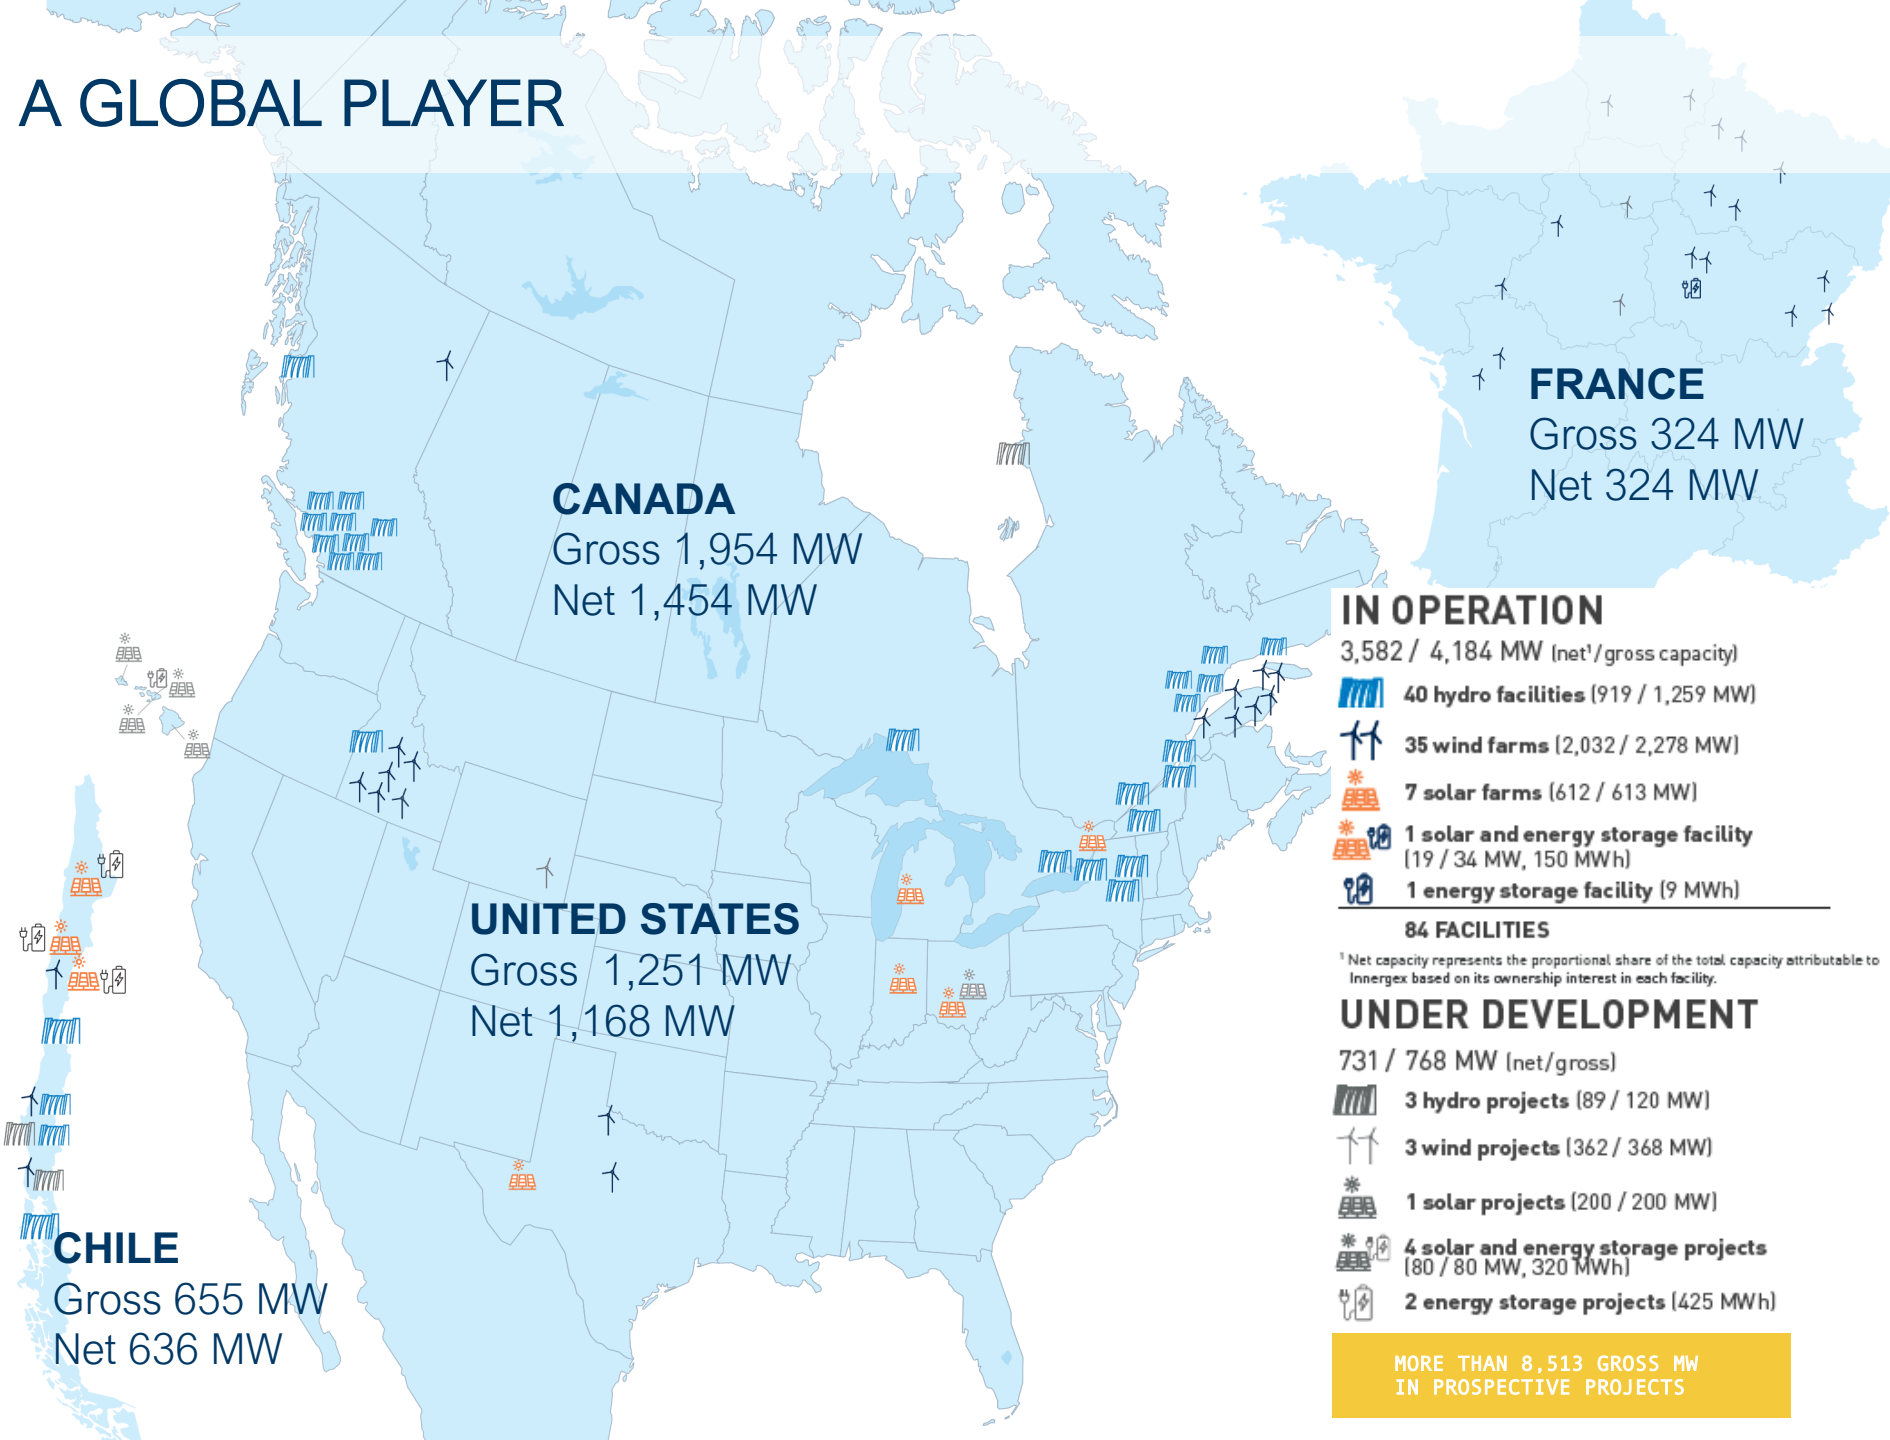 A GLOBAL PLAYER
FRANCE
Gross 324 MW
Net 324 MW
CANADA
Gross 1,954 MW
Net 1,454 MW
UNITED STATES
Gross 1,251 MW
Net 1,168 MW
CHILE
Gross 655 MW
Net 636 MW
IN OPERATION
3,582 / 4,184 MW (net¹/gross capacity)
40 hydro facilities (919 / 1,259 MW)
35 wind farms (2,032 / 2,278 MW)
7 solar farms (612 / 613 MW)
1 solar and energy storage facility
(19 / 34 MW, 150 MWh)
1 energy storage facility (9 MWh)
84 FACILITIES
¹ Net capacity represents the proportional share of the total capacity attributable to
Innergex based on its ownership interest in each facility.
UNDER DEVELOPMENT
731 / 768 MW (net/gross)
3 hydro projects (89 / 120 MW)
3 wind projects (362 / 368 MW)
1 solar projects (200 / 200 MW)
4 solar and energy storage projects
(80 / 80 MW, 320 MWh)
2 energy storage projects (425 MWh)
MORE THAN 8,513 GROSS MW
IN PROSPECTIVE PROJECTS